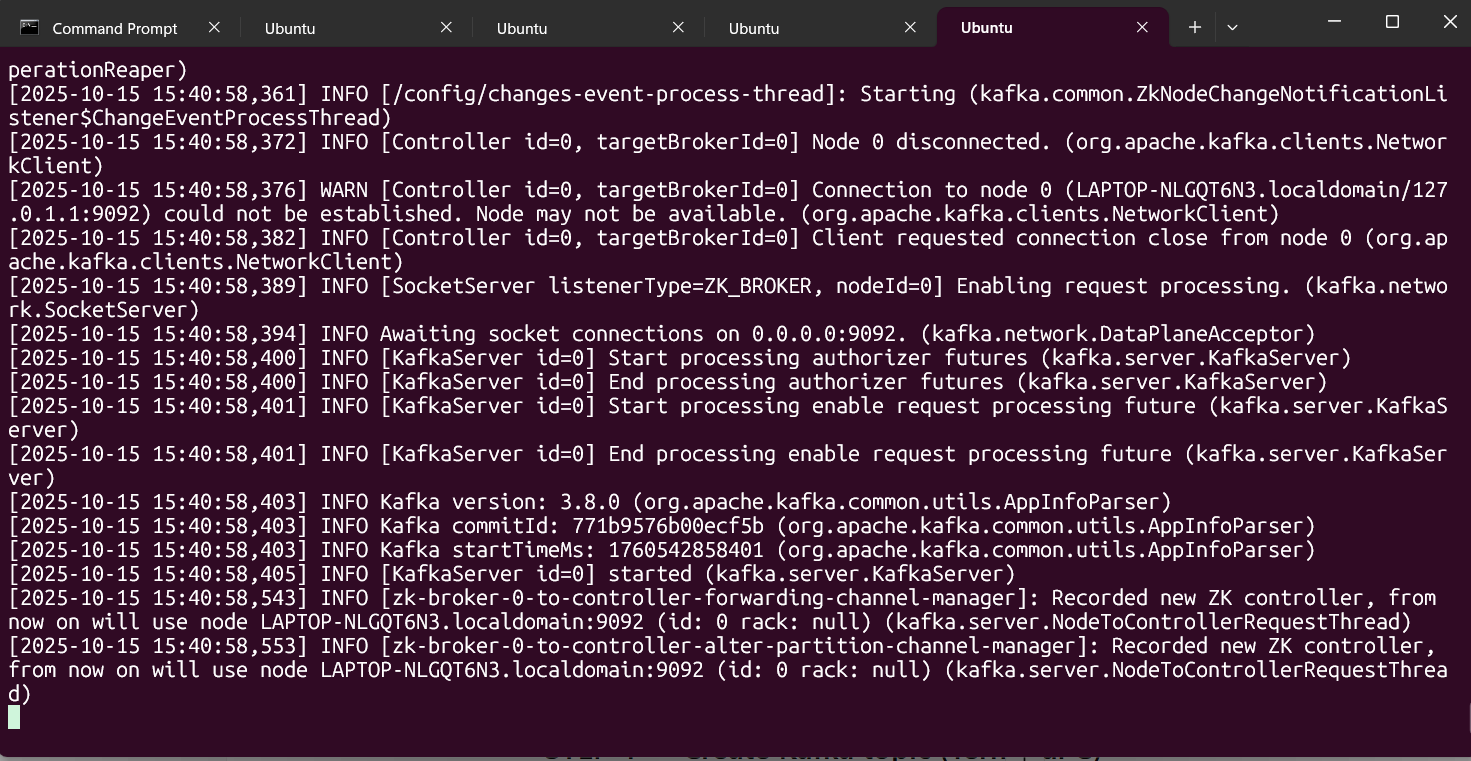 Command Prompt Ubuntu Ubuntu Ubuntu Ubuntu
perationReaper)
[2025-10-15 15:40:58,361] INFO [/config/changes-event-process-thread]: Starting (kafka.common.ZkNodeChangeNotificationLi
stener$ChangeEventProcessThread)
[2025-10-15 15:40:58,372] INFO [Controller id=0, targetBrokerId=0] Node 0 disconnected. (org.apache.kafka.clients.Networ
kClient)
[2025-10-15 15:40:58,376] WARN [Controller id=0, targetBrokerId=0] Connection to node 0 (LAPTOP-NLGQT6N3.localdomain/127
.0.1.1:9092) could not be established. Node may not be available. (org.apache.kafka.clients.NetworkClient)
[2025-10-15 15:40:58,382] INFO [Controller id=0, targetBrokerId=0] Client requested connection close from node 0 (org.ap
ache.kafka.clients.NetworkClient)
[2025-10-15 15:40:58,389] INFO [SocketServer listenerType=ZK_BROKER, nodeId=0] Enabling request processing. (kafka.netwo
rk.SocketServer)
[2025-10-15 15:40:58,394] INFO Awaiting socket connections on 0.0.0.0:9092. (kafka.network.DataPlaneAcceptor)
[2025-10-15 15:40:58,400] INFO [KafkaServer id=0] Start processing authorizer futures (kafka.server.KafkaServer)
[2025-10-15 15:40:58,400] INFO [KafkaServer id=0] End processing authorizer futures (kafka.server.KafkaServer)
[2025-10-15 15:40:58,401] INFO [KafkaServer id=0] Start processing enable request processing future (kafka.server.KafkaS
erver)
[2025-10-15 15:40:58,401] INFO [KafkaServer id=0] End processing enable request processing future (kafka.server.KafkaSer
ver)
[2025-10-15 15:40:58,403] INFO Kafka version: 3.8.0 (org.apache.kafka.common.utils.AppInfoParser)
[2025-10-15 15:40:58,403] INFO Kafka commitId: 771b9576b00ecf5b (org.apache.kafka.common.utils.AppInfoParser)
[2025-10-15 15:40:58,403] INFO Kafka startTimeMs: 1760542858401 (org.apache.kafka.common.utils.AppInfoParser)
[2025-10-15 15:40:58,405] INFO [KafkaServer id=0] started (kafka.server.KafkaServer)
[2025-10-15 15:40:58,543] INFO [zk-broker-0-to-controller-forwarding-channel-manager]: Recorded new ZK controller, from
now on will use node LAPTOP-NLGQT6N3.localdomain:9092 (id: 0 rack: null) (kafka.server.NodeToControllerRequestThread)
[2025-10-15 15:40:58,553] INFO [zk-broker-0-to-controller-alter-partition-channel-manager]: Recorded new ZK controller,
from now on will use node LAPTOP-NLGQT6N3.localdomain:9092 (id: 0 rack: null) (kafka.server.NodeToControllerRequestThrea
d)